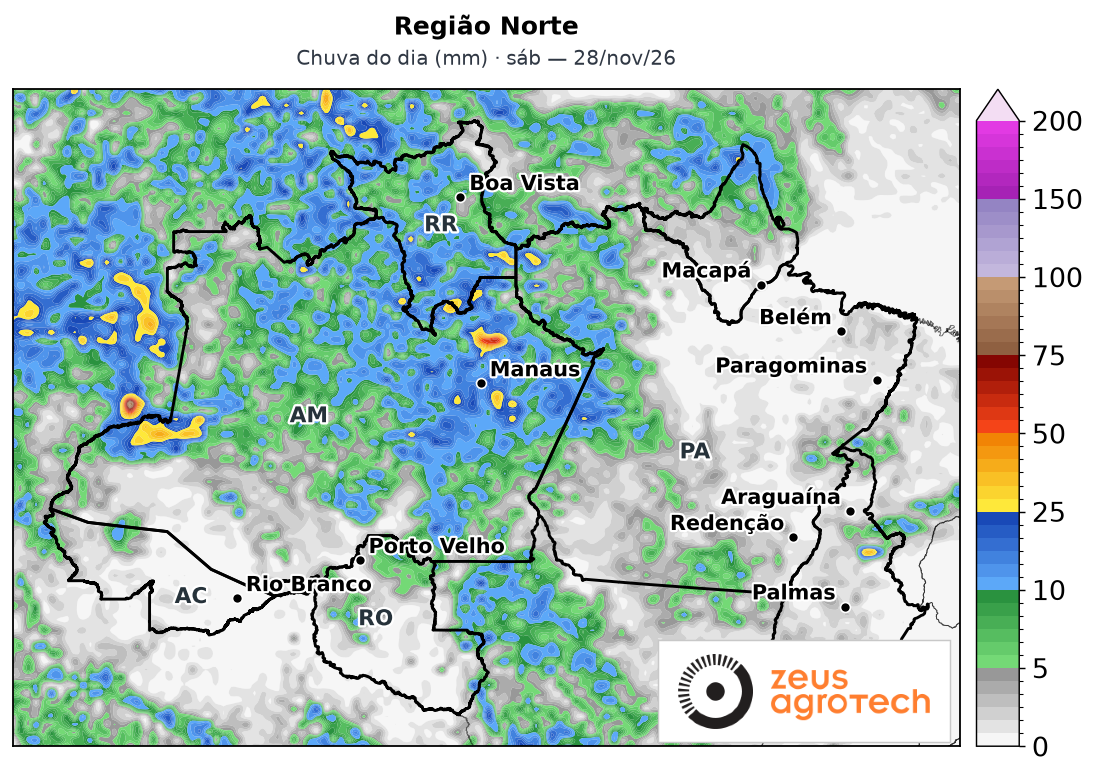 Região Norte
Chuva do dia (mm) · sáb — 28/nov/26
200
150
100
75
50
25
10
5
0
Boa Vista
RR
Macapá
Belém
Paragominas
Manaus
AM
PA
Araguaína
Redenção
Porto Velho
Rio Branco
AC
RO
Palmas
zeus
agrotech